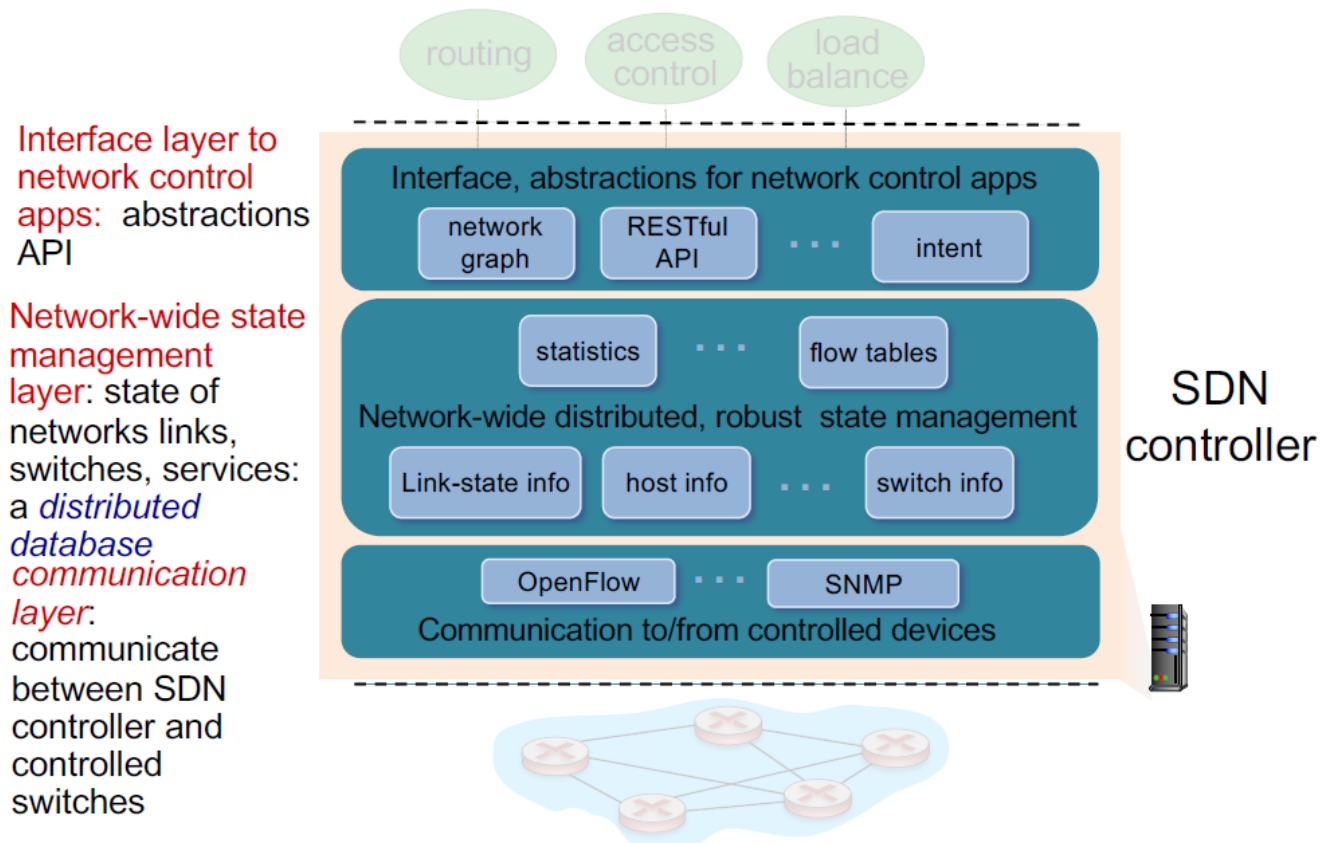 routing
access
control
load
balance
Interface layer to
network control
apps: abstractions
API
Interface, abstractions for network control apps
network
graph
RESTful
API
. . .
intent
Network-wide state
management
layer: state of
networks links,
switches, services:
a distributed
database
statistics
. . .
flow tables
Network-wide distributed, robust state management
Link-state info
host info
. . .
switch info
SDN
controller
communication
layer:
communicate
between SDN
controller and
controlled
switches
OpenFlow
. . .
SNMP
Communication to/from controlled devices